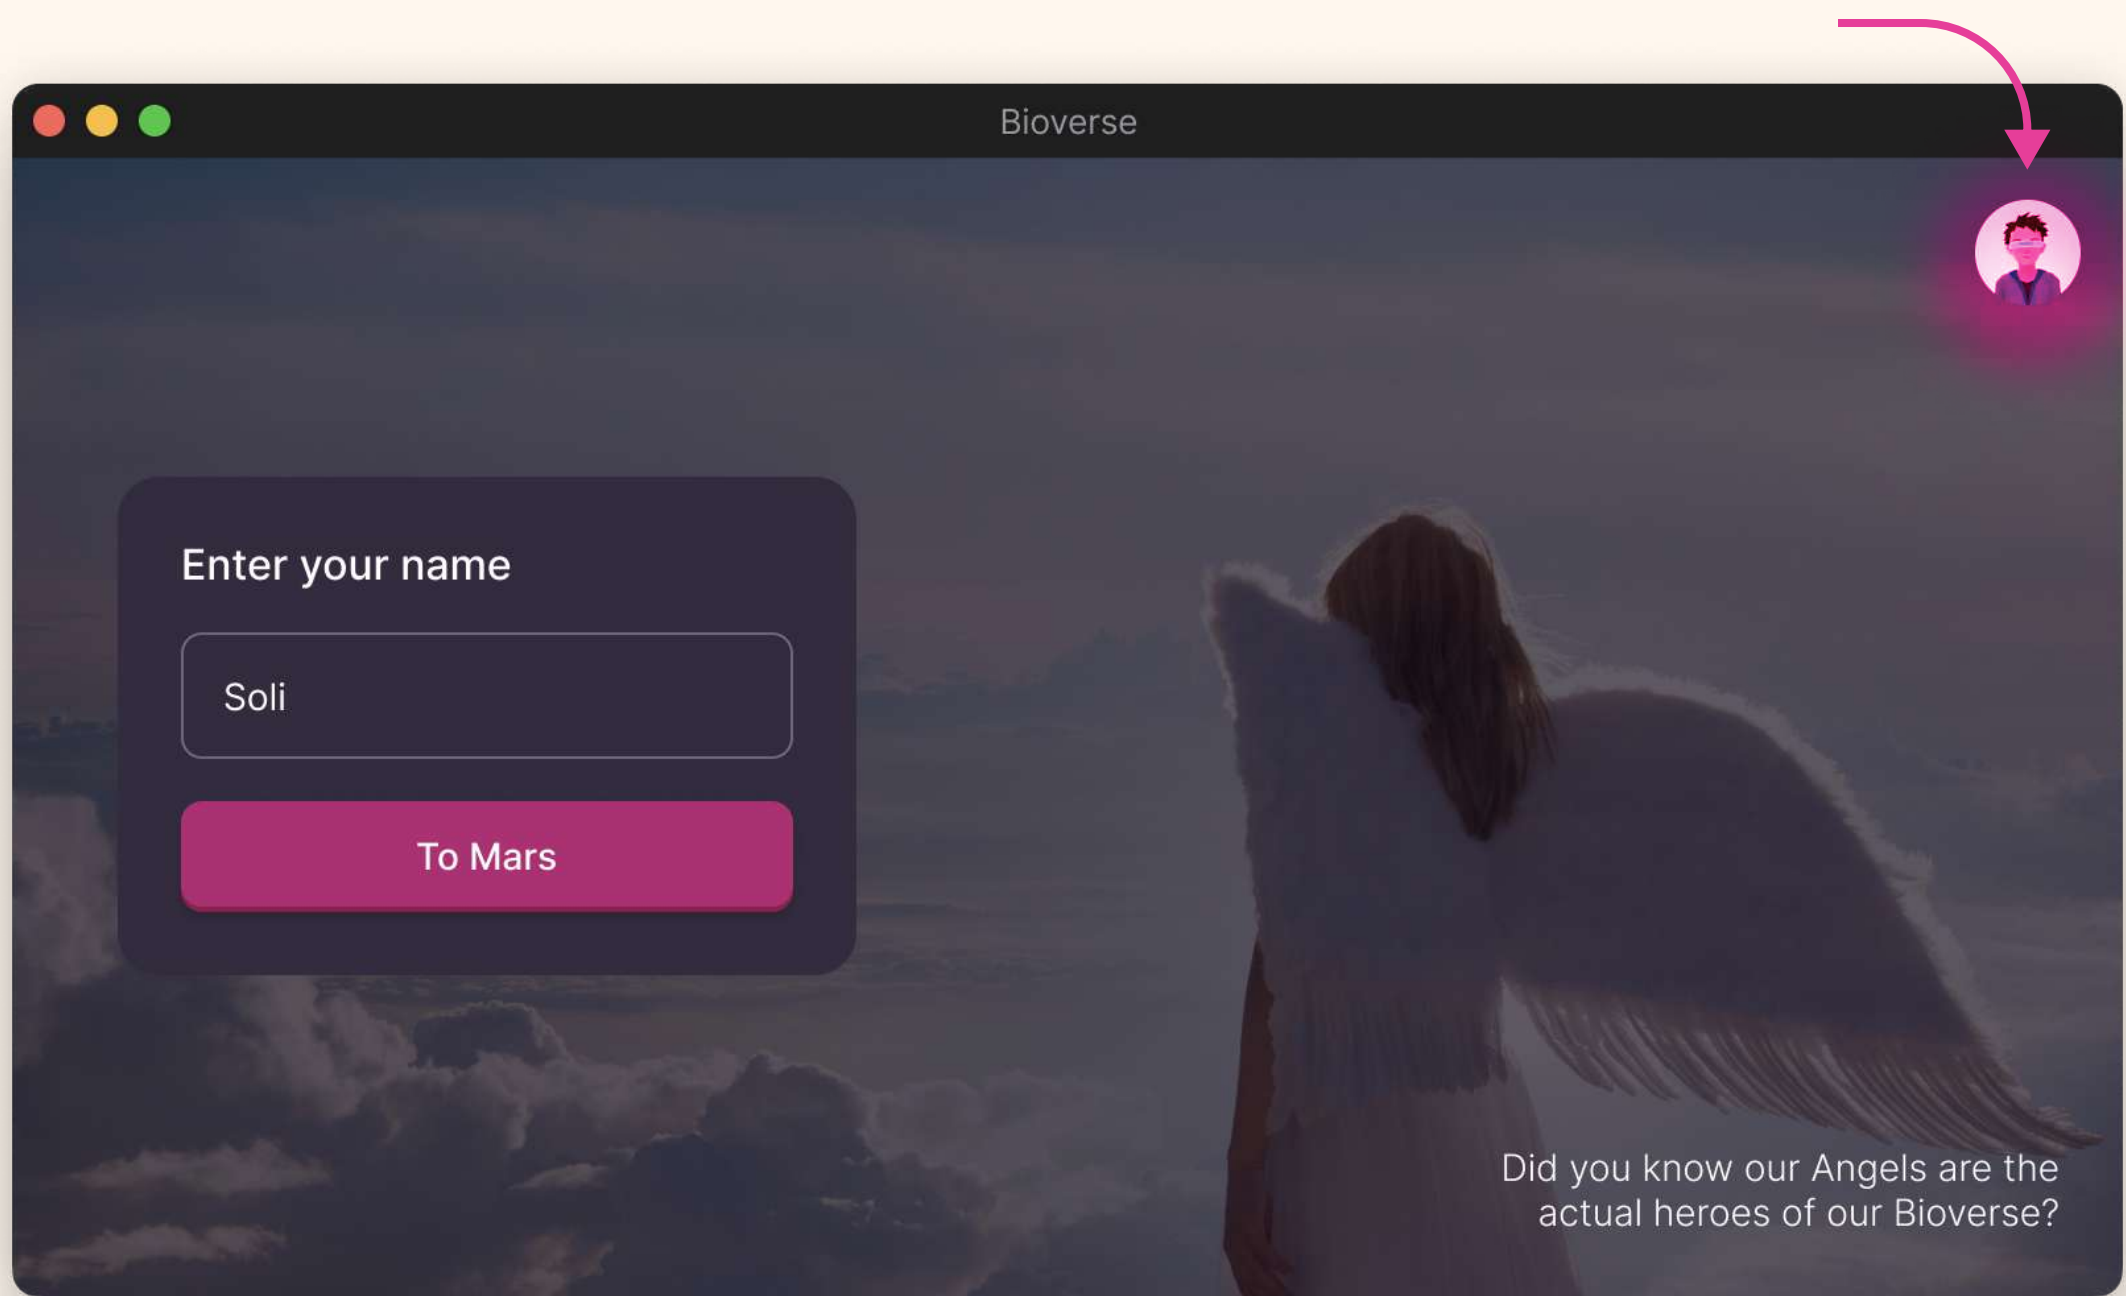 Bioverse
Enter your name
Soli
To Mars
Did you know our Angels are the
actual heroes of our Bioverse?